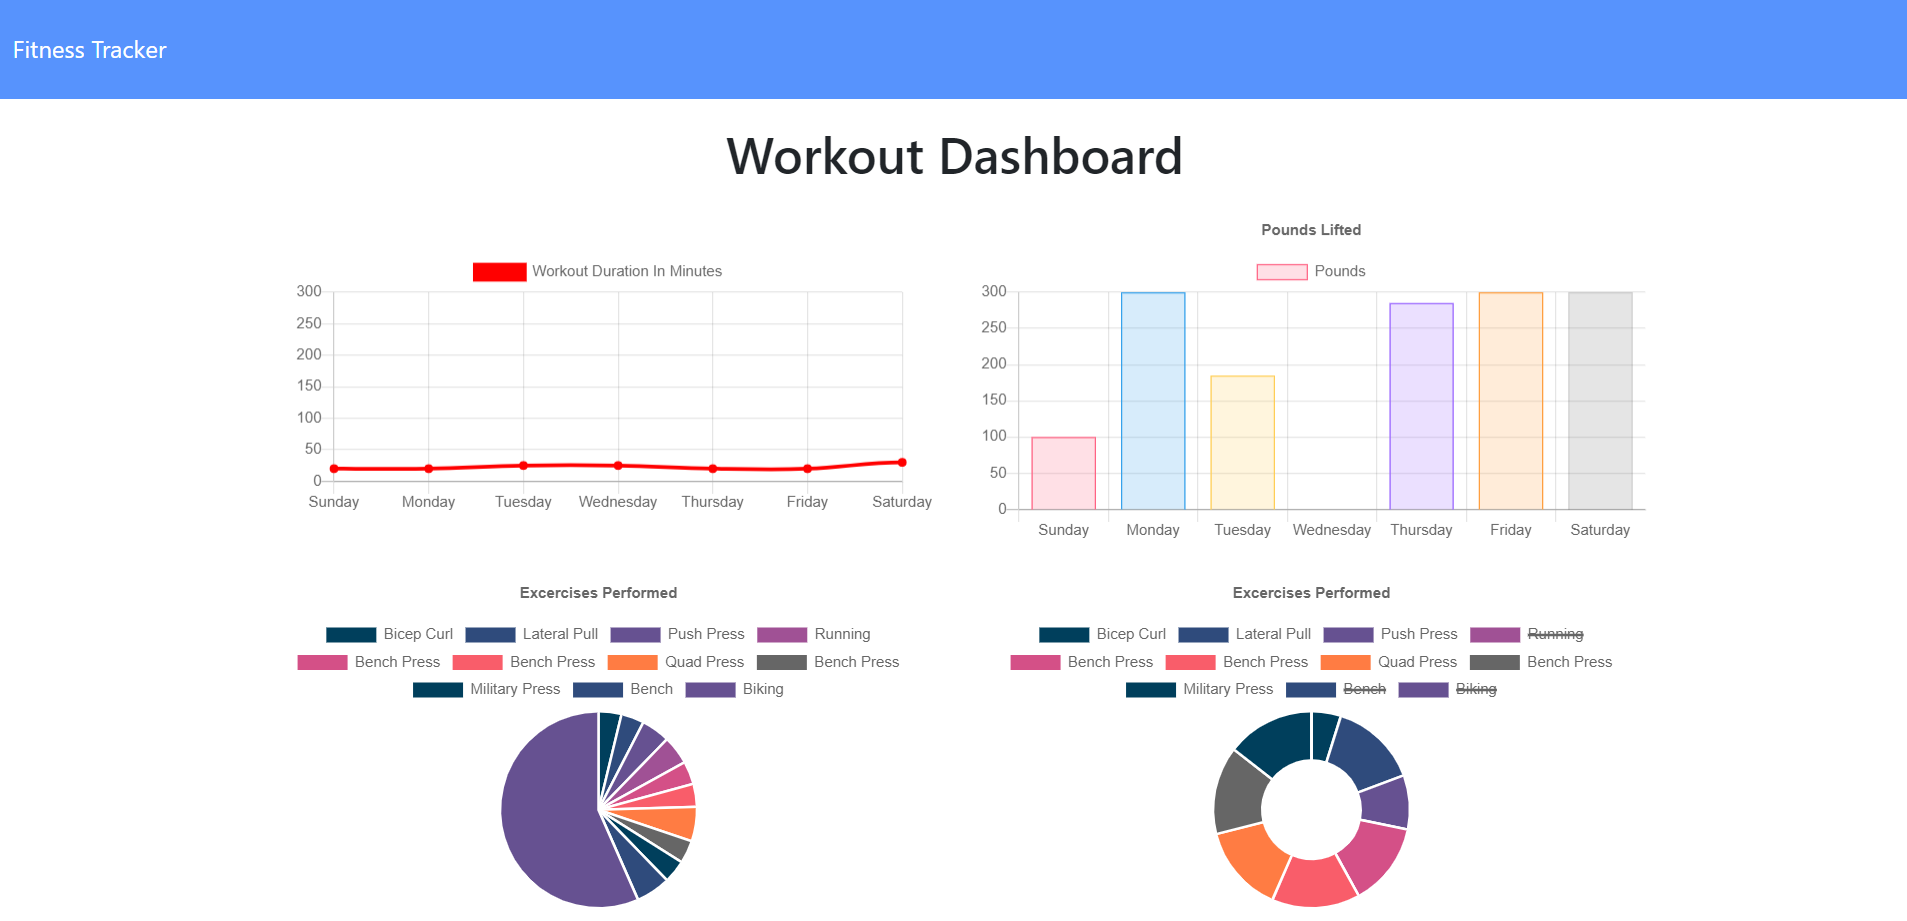 Fitness Tracker
Workout Dashboard
Workout Duration In Minutes
300
250
200
150
100
50
0
Sunday Monday Tuesday Wednesday Thursday Friday Saturday
Pounds Lifted
Pounds
300
250
200
150
100
50
0
Sunday Monday Tuesday Wednesday Thursday Friday Saturday
Excercises Performed
Bicep Curl Lateral Pull Push Press Running
Bench Press Bench Press Quad Press Bench Press
Military Press Bench Biking
Excercises Performed
Bicep Curl Lateral Pull Push Press Running
Bench Press Bench Press Quad Press Bench Press
Military Press Bench Biking